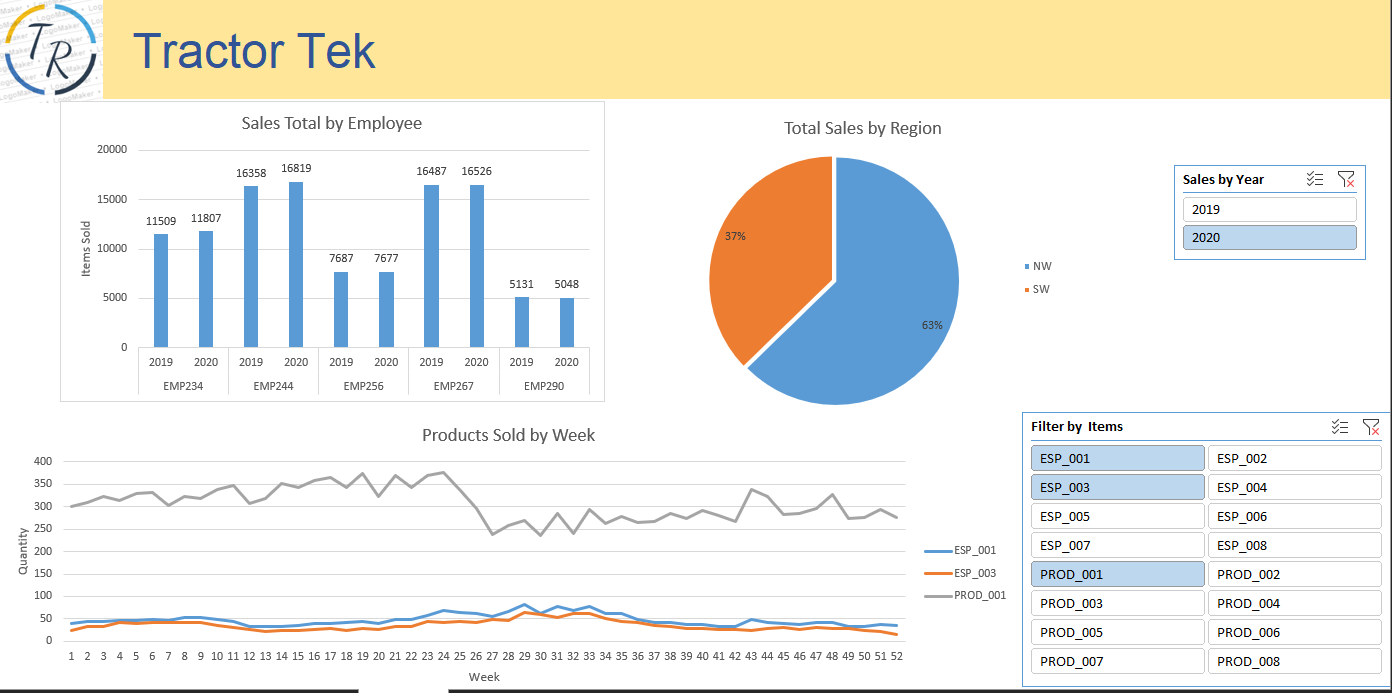 TR
Tractor Tek
Sales Total by Employee
Items Sold
20000
15000
10000
5000
0
11509 11807 16358 16819 7687 7677 16487 16526 5131 5048
2019 2020 2019 2020 2019 2020 2019 2020 2019 2020
EMP234 EMP244 EMP256 EMP267 EMP290
Total Sales by Region
37%
63%
NW
SW
Sales by Year
2019
2020
Products Sold by Week
Quantity
400
350
300
250
200
150
100
50
0
1 2 3 4 5 6 7 8 9 10 11 12 13 14 15 16 17 18 19 20 21 22 23 24 25 26 27 28 29 30 31 32 33 34 35 36 37 38 39 40 41 42 43 44 45 46 47 48 49 50 51 52
Week
ESP_001
ESP_003
PROD_001
Filter by Items
ESP_001 ESP_002
ESP_003 ESP_004
ESP_005 ESP_006
ESP_007 ESP_008
PROD_001 PROD_002
PROD_003 PROD_004
PROD_005 PROD_006
PROD_007 PROD_008